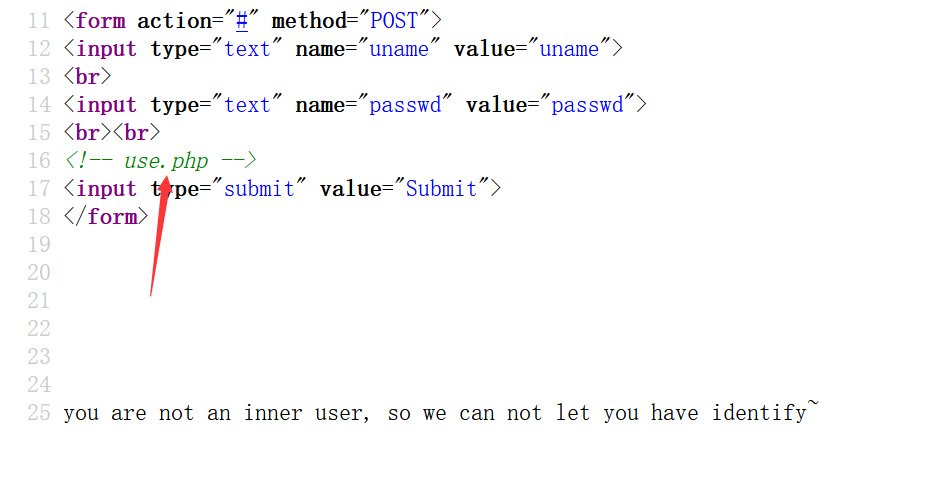 11 <form action="#" method="POST">
12 <input type="text" name="uname" value="uname">
13 <br>
14 <input type="text" name="passwd" value="passwd">
15 <br><br>
16 <!-- use.php -->
17 <input type="submit" value="Submit">
18 </form>
19
20
21
22
23
24
25 you are not an inner user, so we can not let you have identify~